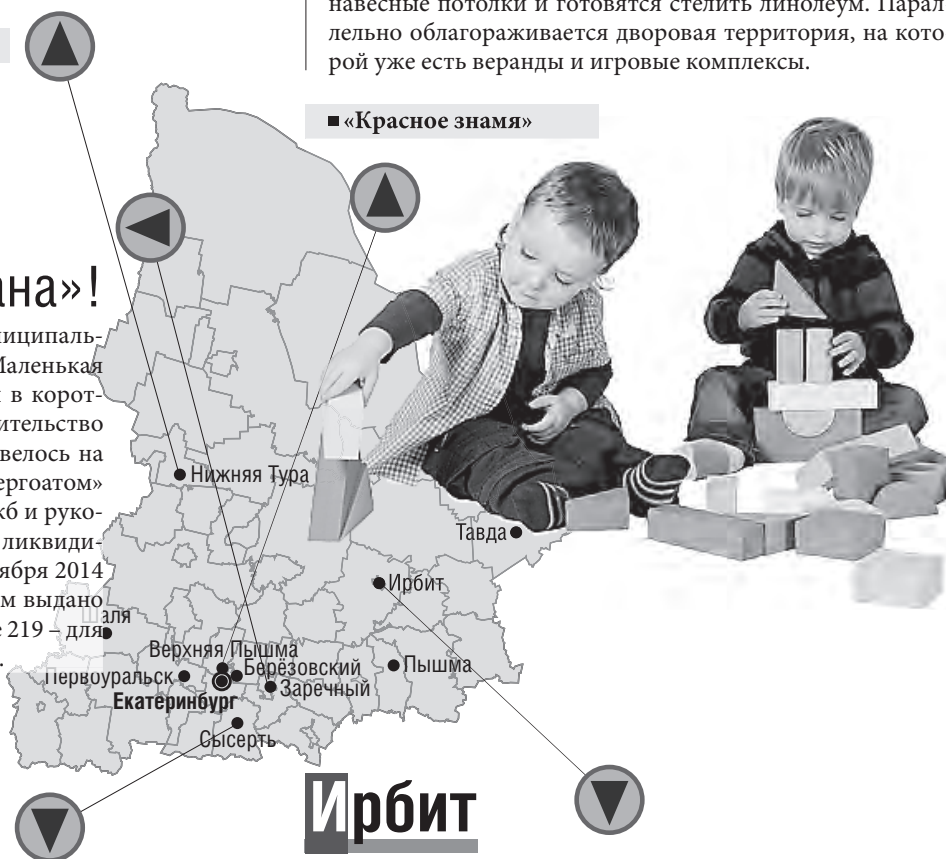 навесные потолки и готовятся стелить линолеум. Парал
лельно облагораживается дворовая территория, на кото
рой уже есть веранды и игровые комплексы.
«Красное знамя»
ана»!
ниципаль-
Маленькая
в корот-
ительство
велось на
ергоатом»
кб и руко-
ликвиди-
ября 2014
м выдано
е 219 – для
Нижняя Тура
Тавда
Ирбит
Шаля
Верхняя Пышма
Берёзовский
Пышма
Первоуральск
Заречный
Екатеринбург
Сысерть
Ирбит